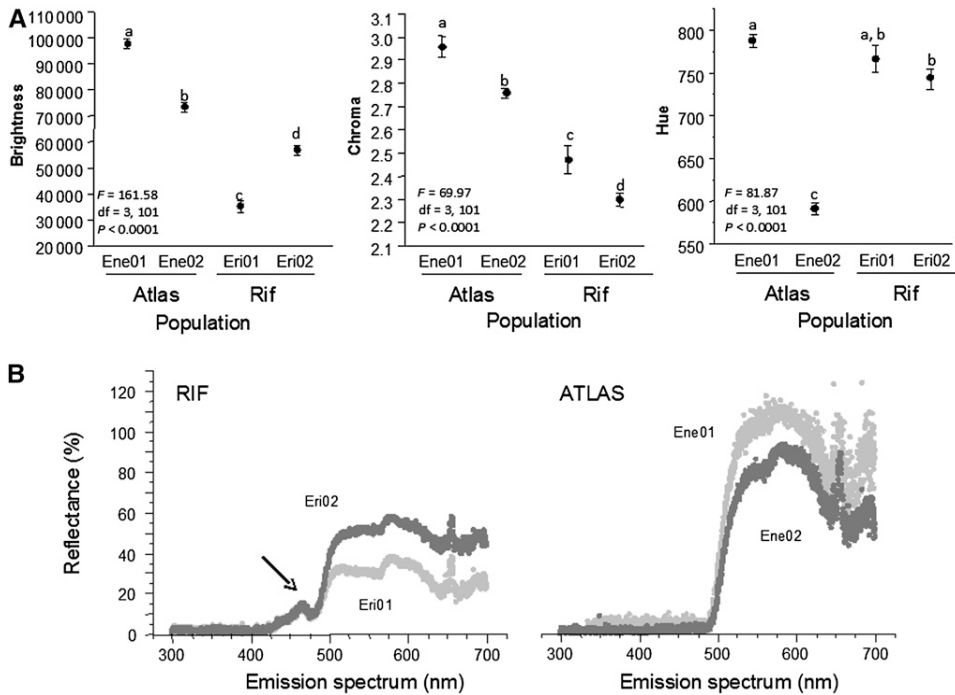 A
Brightness
110 000
100 000
90 000
80 000
70 000
60 000
50 000
40 000
30 000
20 000
a
b
c
d
F = 161.58
df = 3, 101
P < 0.0001
Ene01 Ene02 Eri01 Eri02
Atlas Rif
Population
Chroma
3.1
3.0
2.9
2.8
2.7
2.6
2.5
2.4
2.3
2.2
2.1
a
b
c
d
F = 69.97
df = 3, 101
P < 0.0001
Ene01 Ene02 Eri01 Eri02
Atlas Rif
Population
Hue
800
750
700
650
600
550
a
a, b
b
c
F = 81.87
df = 3, 101
P < 0.0001
Ene01 Ene02 Eri01 Eri02
Atlas Rif
Population
B
Reflectance (%)
120
100
80
60
40
20
0
RIF
Eri02
Eri01
300 400 500 600 700
Emission spectrum (nm)
ATLAS
Ene01
Ene02
300 400 500 600 700
Emission spectrum (nm)